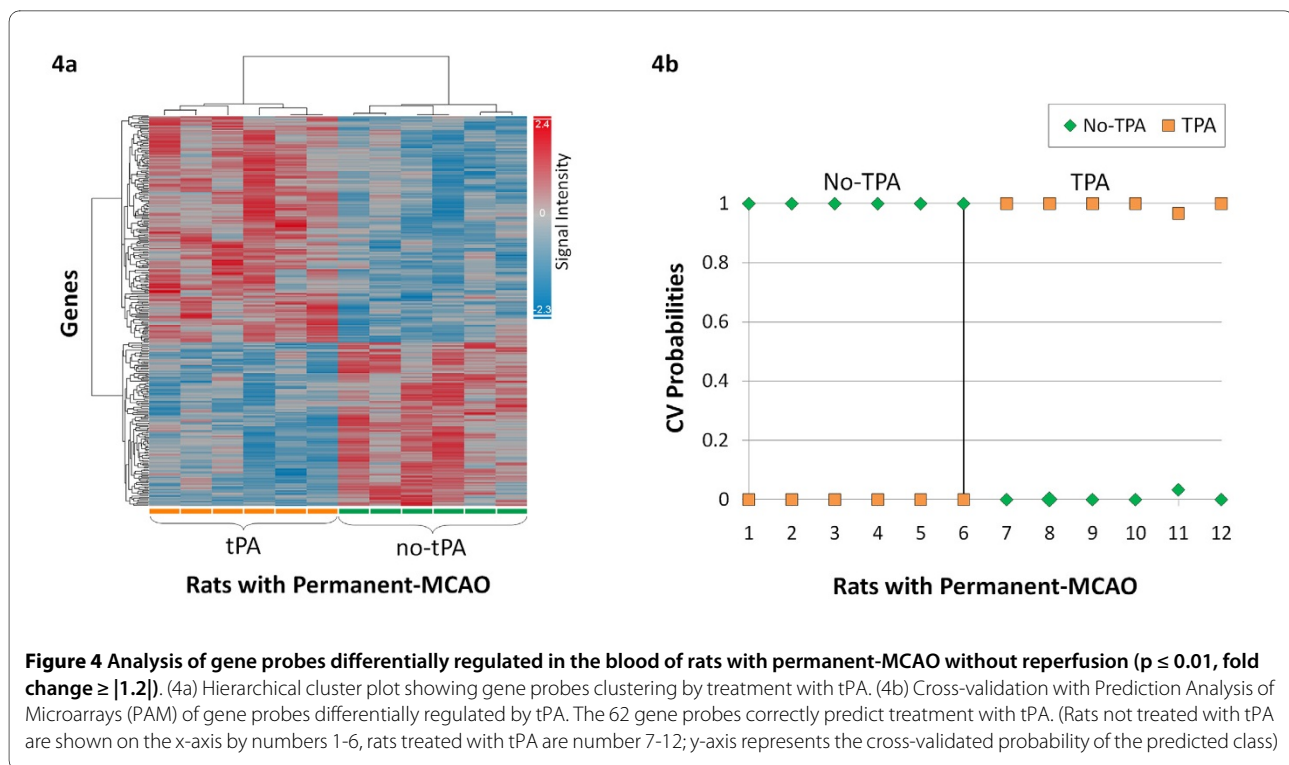 4a
4b
2.4
0
-2.3
Signal Intensity
Genes
tPA
no-tPA
Rats with Permanent-MCAO
No-TPA
TPA
No-TPA
TPA
CV Probabilities
1
0.8
0.6
0.4
0.2
0
1 2 3 4 5 6 7 8 9 10 11 12
Rats with Permanent-MCAO
Figure 4 Analysis of gene probes differentially regulated in the blood of rats with permanent-MCAO without reperfusion (p ≤ 0.01, fold
change ≥ |1.2|). (4a) Hierarchical cluster plot showing gene probes clustering by treatment with tPA. (4b) Cross-validation with Prediction Analysis of
Microarrays (PAM) of gene probes differentially regulated by tPA. The 62 gene probes correctly predict treatment with tPA. (Rats not treated with tPA
are shown on the x-axis by numbers 1-6, rats treated with tPA are number 7-12; y-axis represents the cross-validated probability of the predicted class)